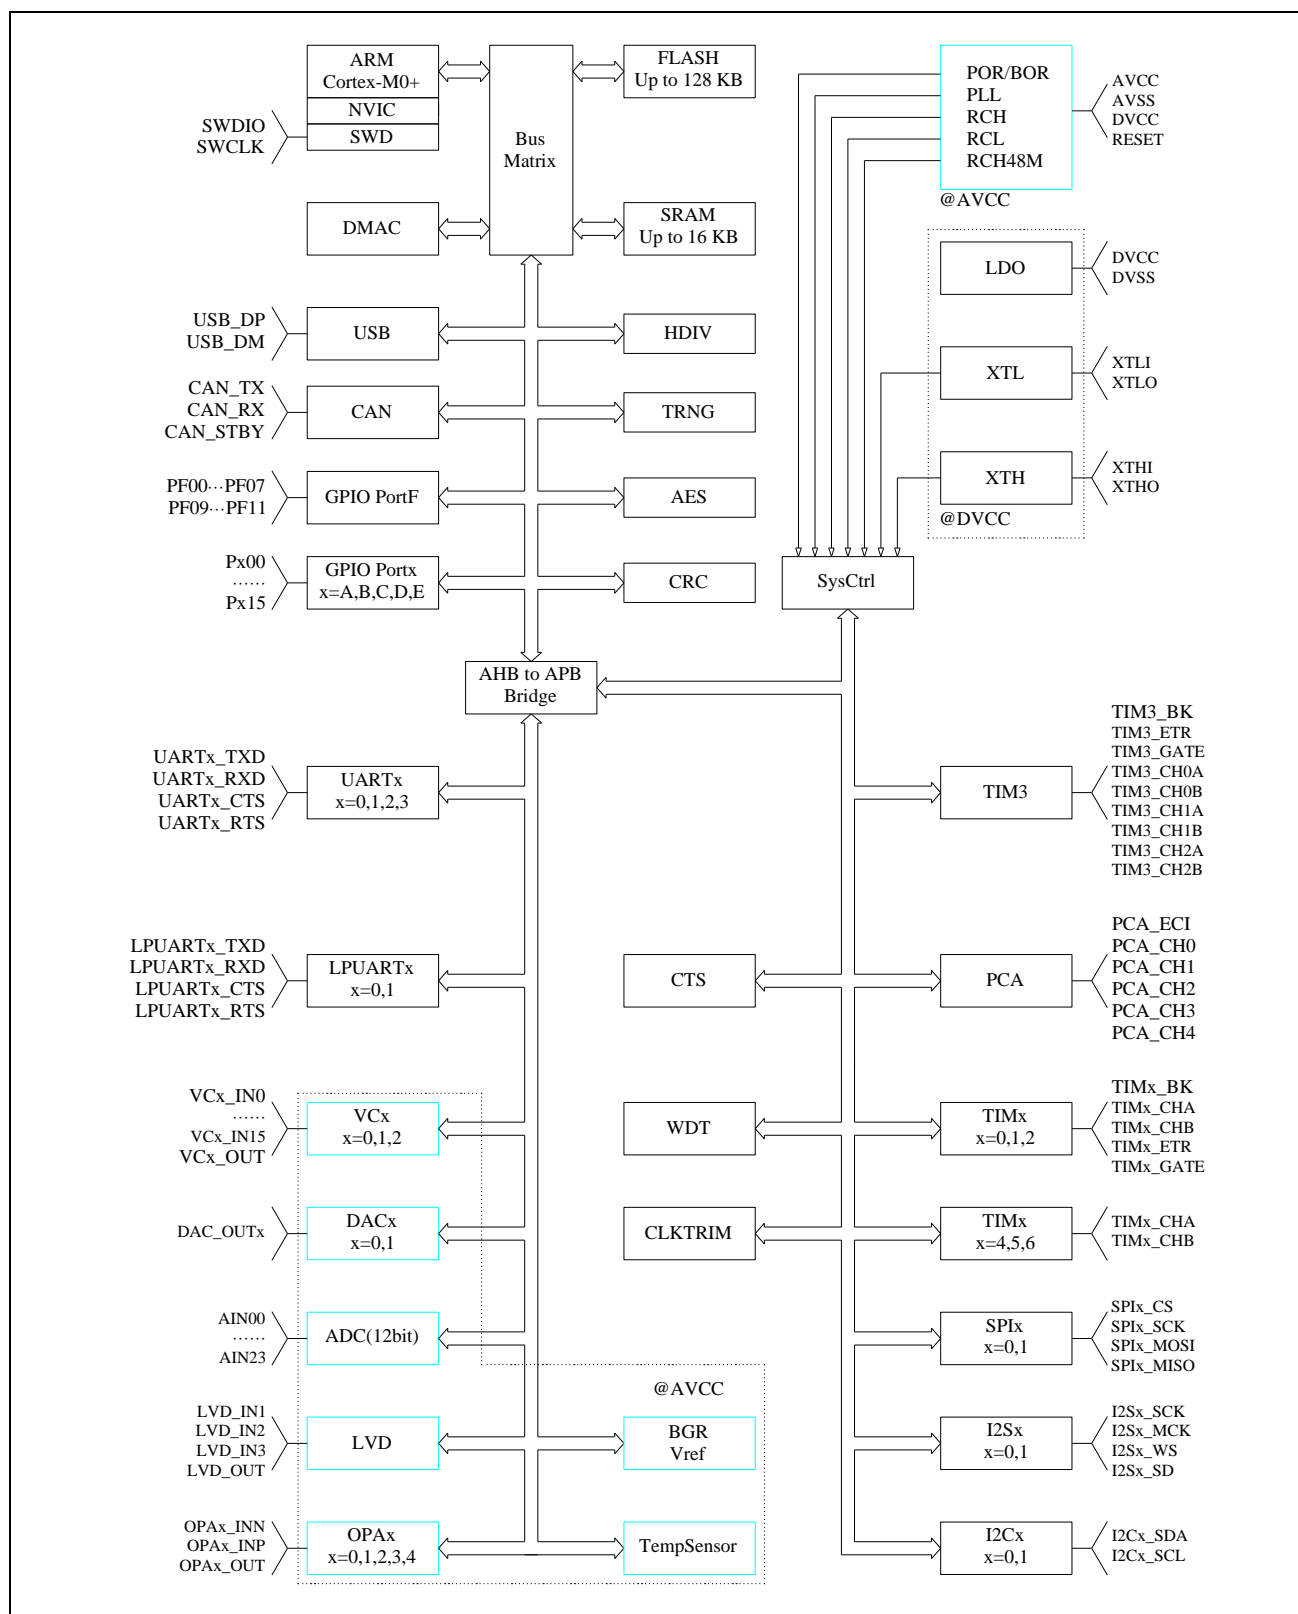 ARM
Cortex-M0+
NVIC
SWD
SWDIO
SWCLK
Bus
Matrix
FLASH
Up to 128 KB
DMAC
SRAM
Up to 16 KB
POR/BOR
PLL
RCH
RCL
RCH48M
@AVCC
AVCC
AVSS
DVCC
RESET
LDO
DVCC
DVSS
XTL
XTLI
XTLO
XTH
@DVCC
XTHI
XTHO
USB_DP
USB_DM
USB
HDIV
CAN_TX
CAN_RX
CAN_STBY
CAN
TRNG
PF00···PF07
PF09···PF11
GPIO PortF
AES
Px00
······
Px15
GPIO Portx
x=A,B,C,D,E
CRC
SysCtrl
AHB to APB
Bridge
UARTx_TXD
UARTx_RXD
UARTx_CTS
UARTx_RTS
UARTx
x=0,1,2,3
TIM3
TIM3_BK
TIM3_ETR
TIM3_GATE
TIM3_CH0A
TIM3_CH0B
TIM3_CH1A
TIM3_CH1B
TIM3_CH2A
TIM3_CH2B
LPUARTx_TXD
LPUARTx_RXD
LPUARTx_CTS
LPUARTx_RTS
LPUARTx
x=0,1
CTS
PCA
PCA_ECI
PCA_CH0
PCA_CH1
PCA_CH2
PCA_CH3
PCA_CH4
VCx_IN0
······
VCx_IN15
VCx_OUT
VCx
x=0,1,2
WDT
TIMx
x=0,1,2
TIMx_BK
TIMx_CHA
TIMx_CHB
TIMx_ETR
TIMx_GATE
DAC_OUTx
DACx
x=0,1
CLKTRIM
TIMx
x=4,5,6
TIMx_CHA
TIMx_CHB
AIN00
······
AIN23
ADC(12bit)
SPIx
x=0,1
SPIx_CS
SPIx_SCK
SPIx_MOSI
SPIx_MISO
@AVCC
LVD_IN1
LVD_IN2
LVD_IN3
LVD_OUT
LVD
BGR
Vref
I2Sx
x=0,1
I2Sx_SCK
I2Sx_MCK
I2Sx_WS
I2Sx_SD
OPAx_INN
OPAx_INP
OPAx_OUT
OPAx
x=0,1,2,3,4
TempSensor
I2Cx
x=0,1
I2Cx_SDA
I2Cx_SCL